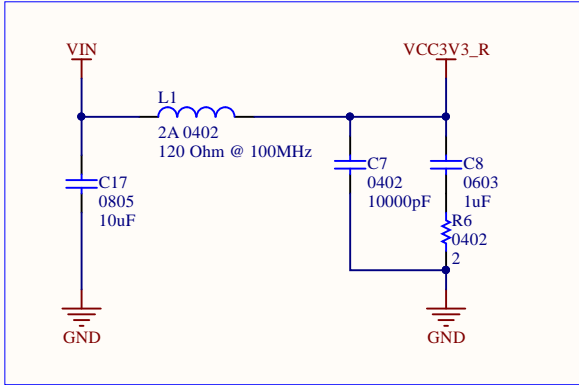 VIN
VCC3V3_R
L1
2A 0402
120 Ohm @ 100MHz
C17
0805
10uF
C7
0402
10000pF
C8
0603
1uF
R6
0402
2
GND
GND